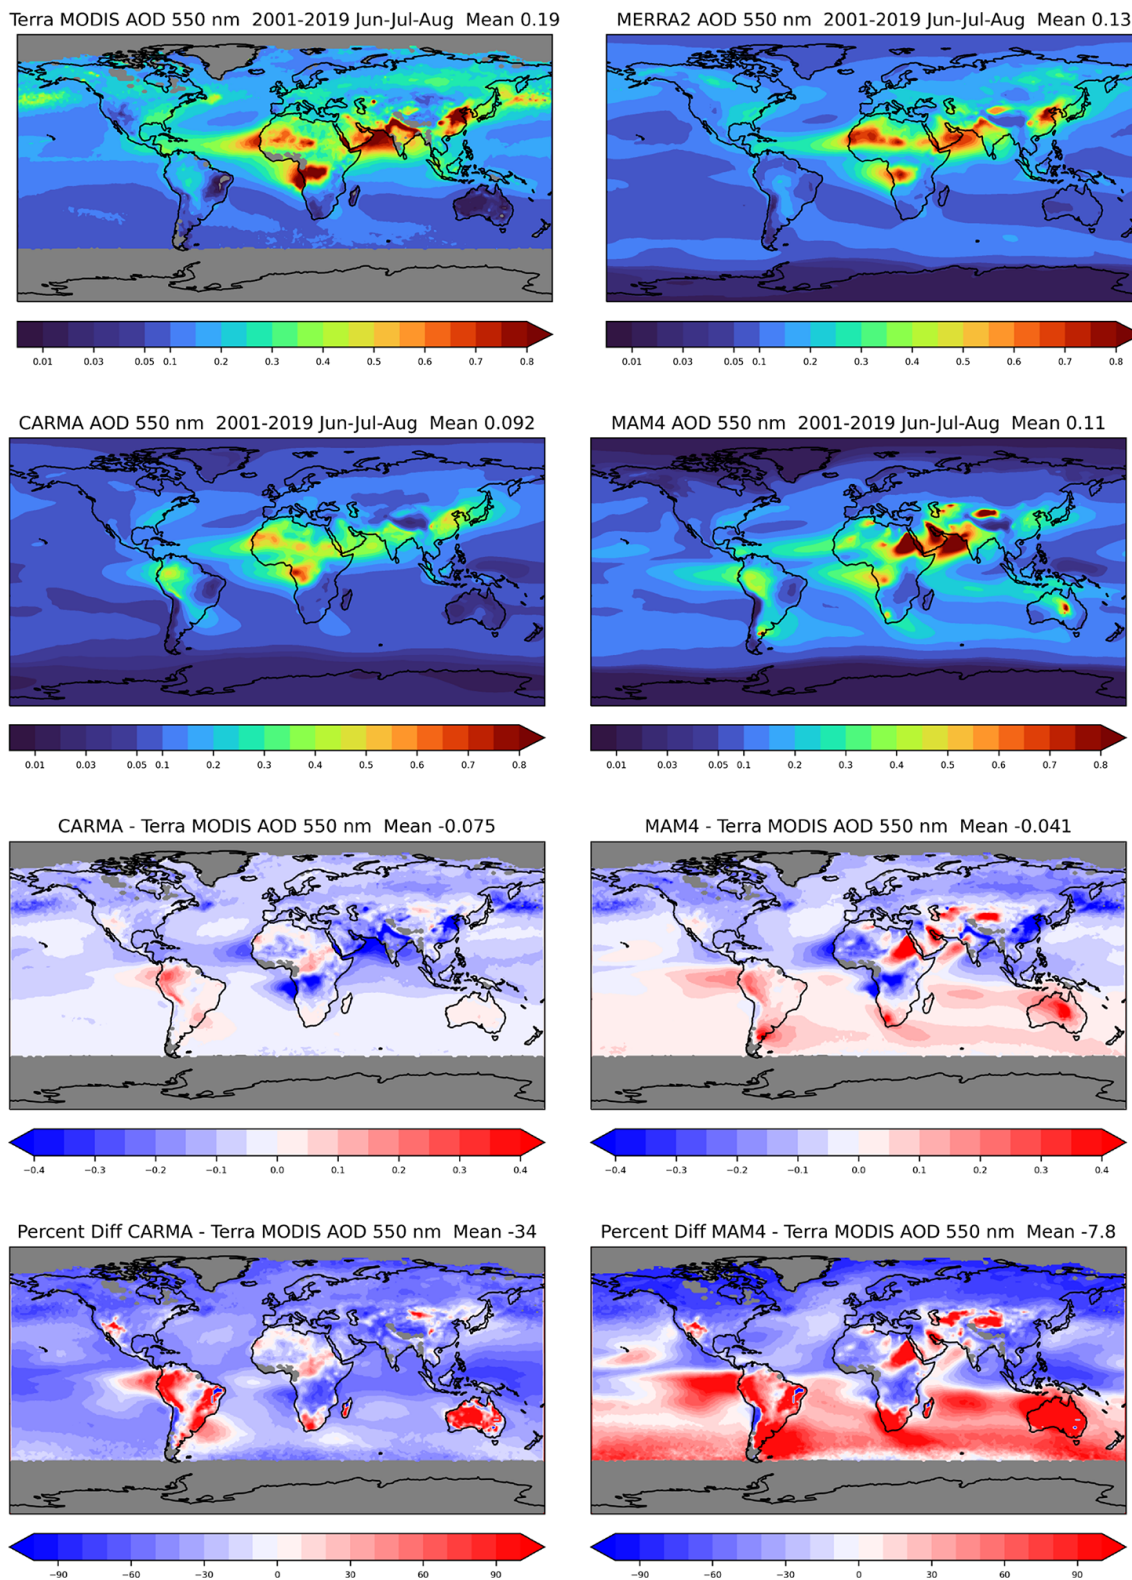 Terra MODIS AOD 550 nm 2001-2019 Jun-Jul-Aug Mean 0.19
MERRA2 AOD 550 nm 2001-2019 Jun-Jul-Aug Mean 0.13
0.01 0.03 0.05 0.1 0.2 0.3 0.4 0.5 0.6 0.7 0.8
0.01 0.03 0.05 0.1 0.2 0.3 0.4 0.5 0.6 0.7 0.8
CARMA AOD 550 nm 2001-2019 Jun-Jul-Aug Mean 0.092
MAM4 AOD 550 nm 2001-2019 Jun-Jul-Aug Mean 0.11
0.01 0.03 0.05 0.1 0.2 0.3 0.4 0.5 0.6 0.7 0.8
0.01 0.03 0.05 0.1 0.2 0.3 0.4 0.5 0.6 0.7 0.8
CARMA - Terra MODIS AOD 550 nm Mean -0.075
MAM4 - Terra MODIS AOD 550 nm Mean -0.041
−0.4 −0.3 −0.2 −0.1 0.0 0.1 0.2 0.3 0.4
−0.4 −0.3 −0.2 −0.1 0.0 0.1 0.2 0.3 0.4
Percent Diff CARMA - Terra MODIS AOD 550 nm Mean -34
Percent Diff MAM4 - Terra MODIS AOD 550 nm Mean -7.8
−90 −60 −30 0 30 60 90
−90 −60 −30 0 30 60 90